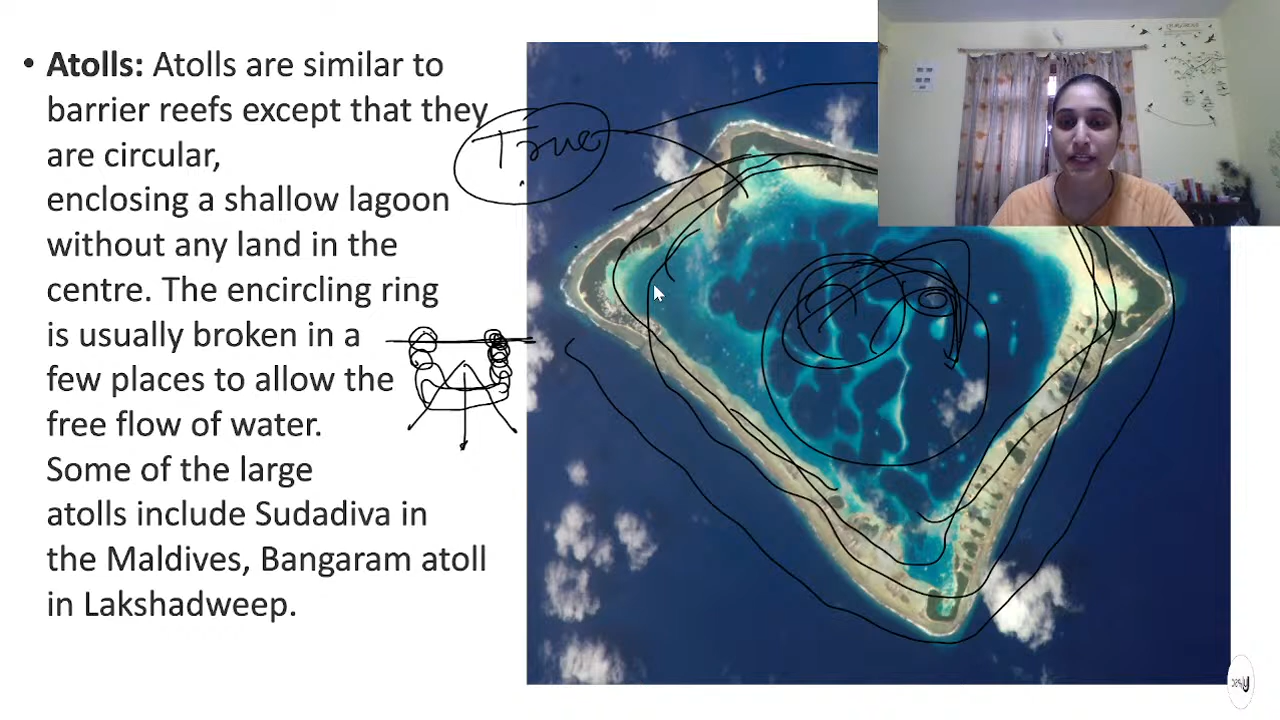 • Atolls: Atolls are similar to
barrier reefs except that they
are circular,
enclosing a shallow lagoon
without any land in the
centre. The encircling ring
is usually broken in a
few places to allow the
free flow of water.
Some of the large
atolls include Sudadiva in
the Maldives, Bangaram atoll
in Lakshadweep.
True